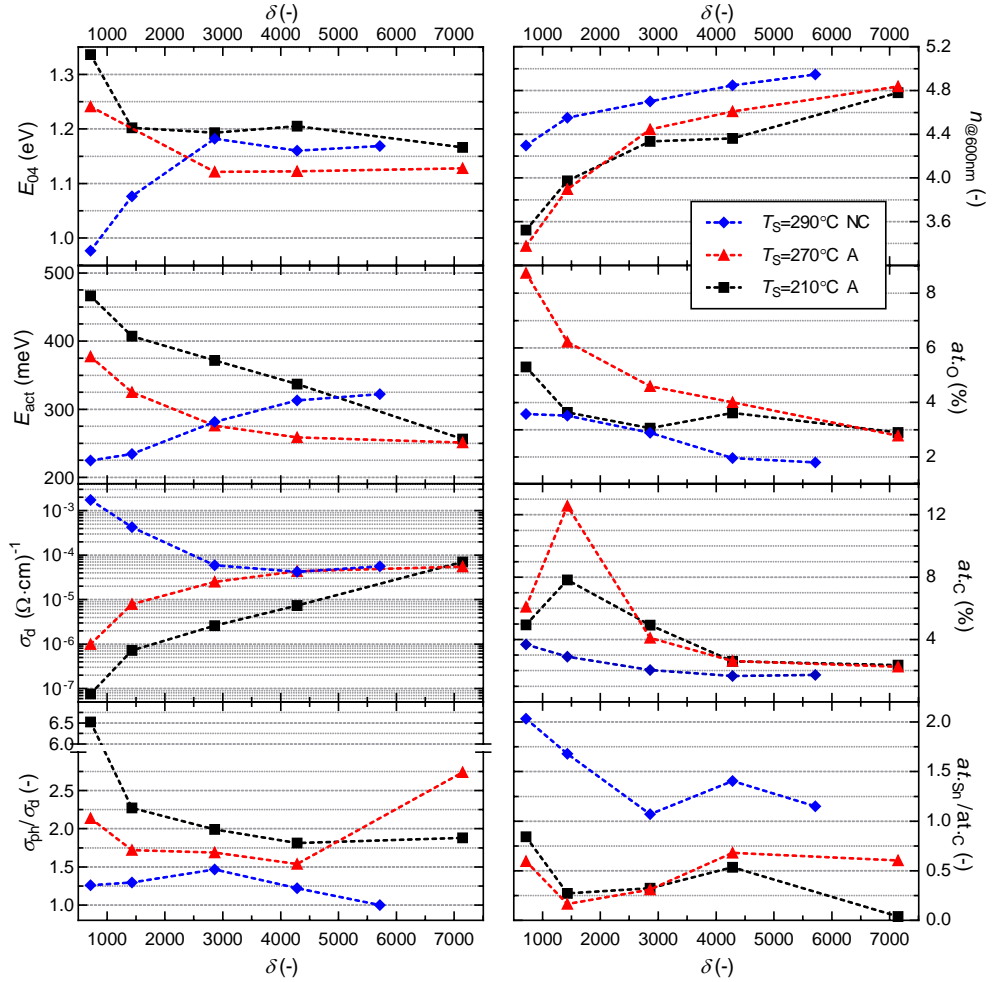 δ (-)
1000 2000 3000 4000 5000 6000 7000
1.3
1.2
1.1
1.0
E04 (eV)
500
400
300
200
Eact (meV)
10⁻³
10⁻⁴
10⁻⁵
10⁻⁶
10⁻⁷
σd (Ω·cm)⁻¹
6.5
6.0
2.5
2.0
1.5
1.0
σph/σd (-)
1000 2000 3000 4000 5000 6000 7000
δ (-)
δ (-)
1000 2000 3000 4000 5000 6000 7000
5.2
4.8
4.4
4.0
3.6
n@600nm (-)
TS=290°C NC
TS=270°C A
TS=210°C A
8
6
4
2
at.O (%)
12
8
4
at.C (%)
2.0
1.5
1.0
0.5
0.0
at.Sn/at.C (-)
1000 2000 3000 4000 5000 6000 7000
δ (-)